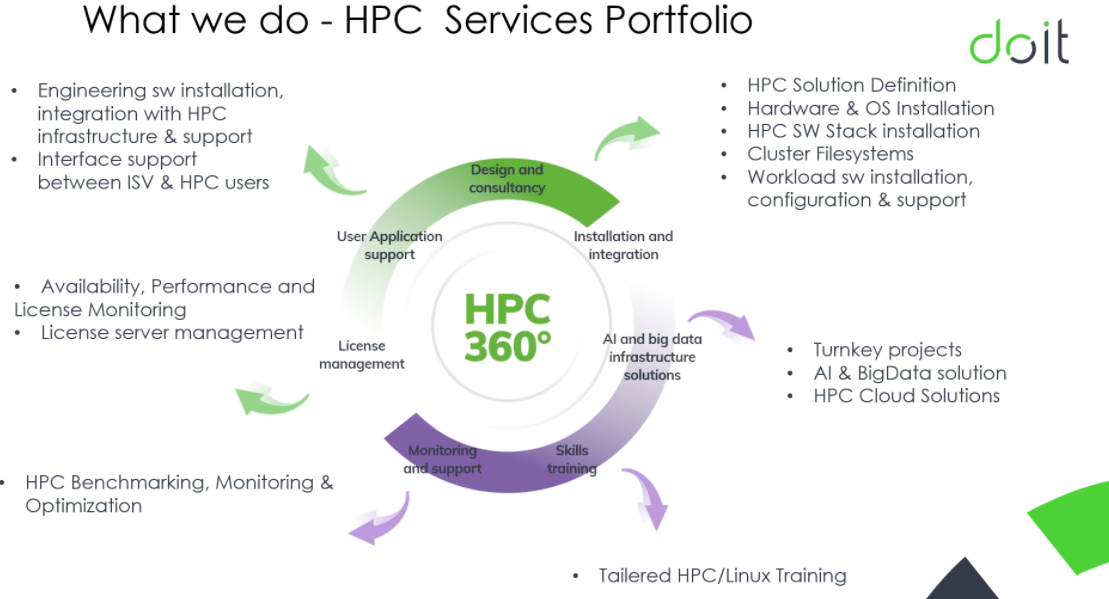 What we do - HPC Services Portfolio
doit
• Engineering sw installation,
integration with HPC
infrastructure & support
• Interface support
between ISV & HPC users
• HPC Solution Definition
• Hardware & OS Installation
• HPC SW Stack installation
• Cluster Filesystems
• Workload sw installation,
configuration & support
Design and
consultancy
User Application
support
Installation and
integration
• Availability, Performance and
License Monitoring
• License server management
HPC
360°
License
management
AI and big data
infrastructure
solutions
• Turnkey projects
• AI & BigData solution
• HPC Cloud Solutions
Monitoring
and support
Skills
training
• HPC Benchmarking, Monitoring &
Optimization
• Tailered HPC/Linux Training